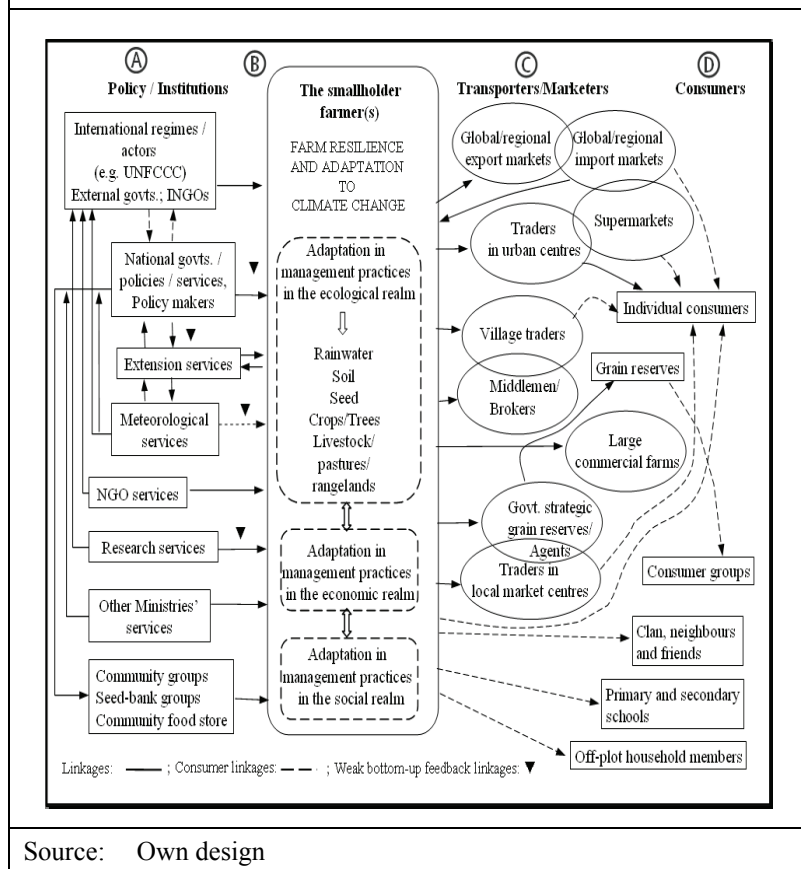 A
B
C
D
Policy / Institutions
The smallholder
farmer(s)
Transporters/Marketers
Consumers
International regimes /
actors
(e.g. UNFCCC)
External govts.; INGOs
National govts. /
policies / services,
Policy makers
Extension services
Meteorological
services
NGO services
Research services
Other Ministries'
services
Community groups
Seed-bank groups
Community food store
FARM RESILIENCE
AND ADAPTATION
TO
CLIMATE CHANGE
Adaptation in
management practices
in the ecological realm
Rainwater
Soil
Seed
Crops/Trees
Livestock/
pastures/
rangelands
Adaptation in
management practices
in the economic realm
Adaptation in
management practices
in the social realm
Global/regional
export markets
Global/regional
import markets
Supermarkets
Traders
in urban centres
Village traders
Middlemen/
Brokers
Large
commercial farms
Govt. strategic
grain reserves/
Agents
Traders in
local market centres
Individual consumers
Grain reserves
Consumer groups
Clan, neighbours
and friends
Primary and secondary
schools
Off-plot household members
Linkages: ; Consumer linkages: ; Weak bottom-up feedback linkages: ▼
Source: Own design